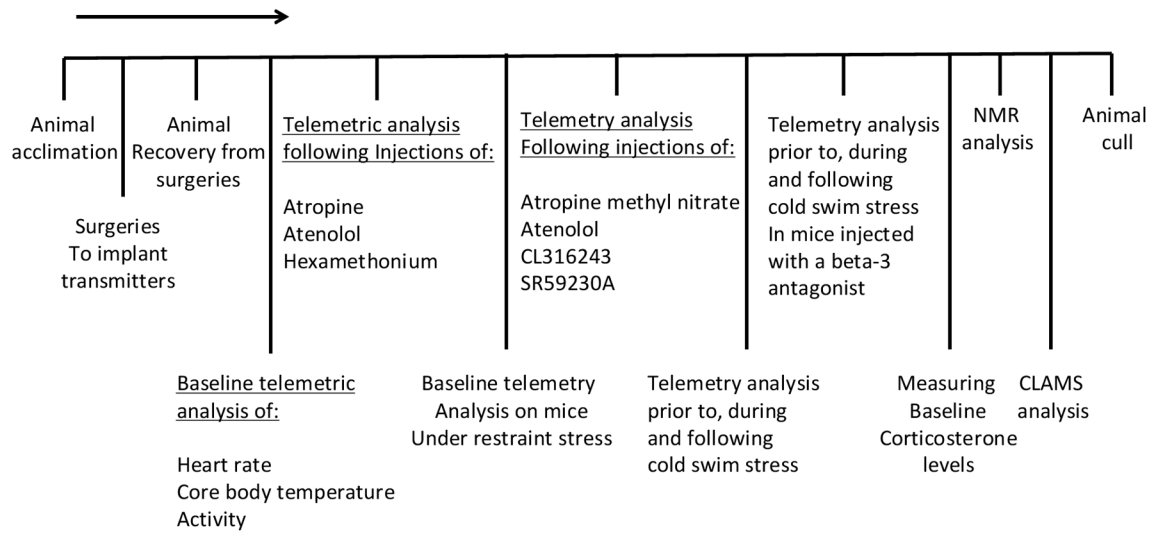 Animal
acclimation
Surgeries
To implant
transmitters
Animal
Recovery from
surgeries
Baseline telemetric
analysis of:
Heart rate
Core body temperature
Activity
Telemetric analysis
following Injections of:
Atropine
Atenolol
Hexamethonium
Baseline telemetry
Analysis on mice
Under restraint stress
Telemetry analysis
Following injections of:
Atropine methyl nitrate
Atenolol
CL316243
SR59230A
Telemetry analysis
prior to, during
and following
cold swim stress
Telemetry analysis
prior to, during
and following
cold swim stress
In mice injected
with a beta-3
antagonist
Measuring
Baseline
Corticosterone
levels
NMR
analysis
CLAMS
analysis
Animal
cull